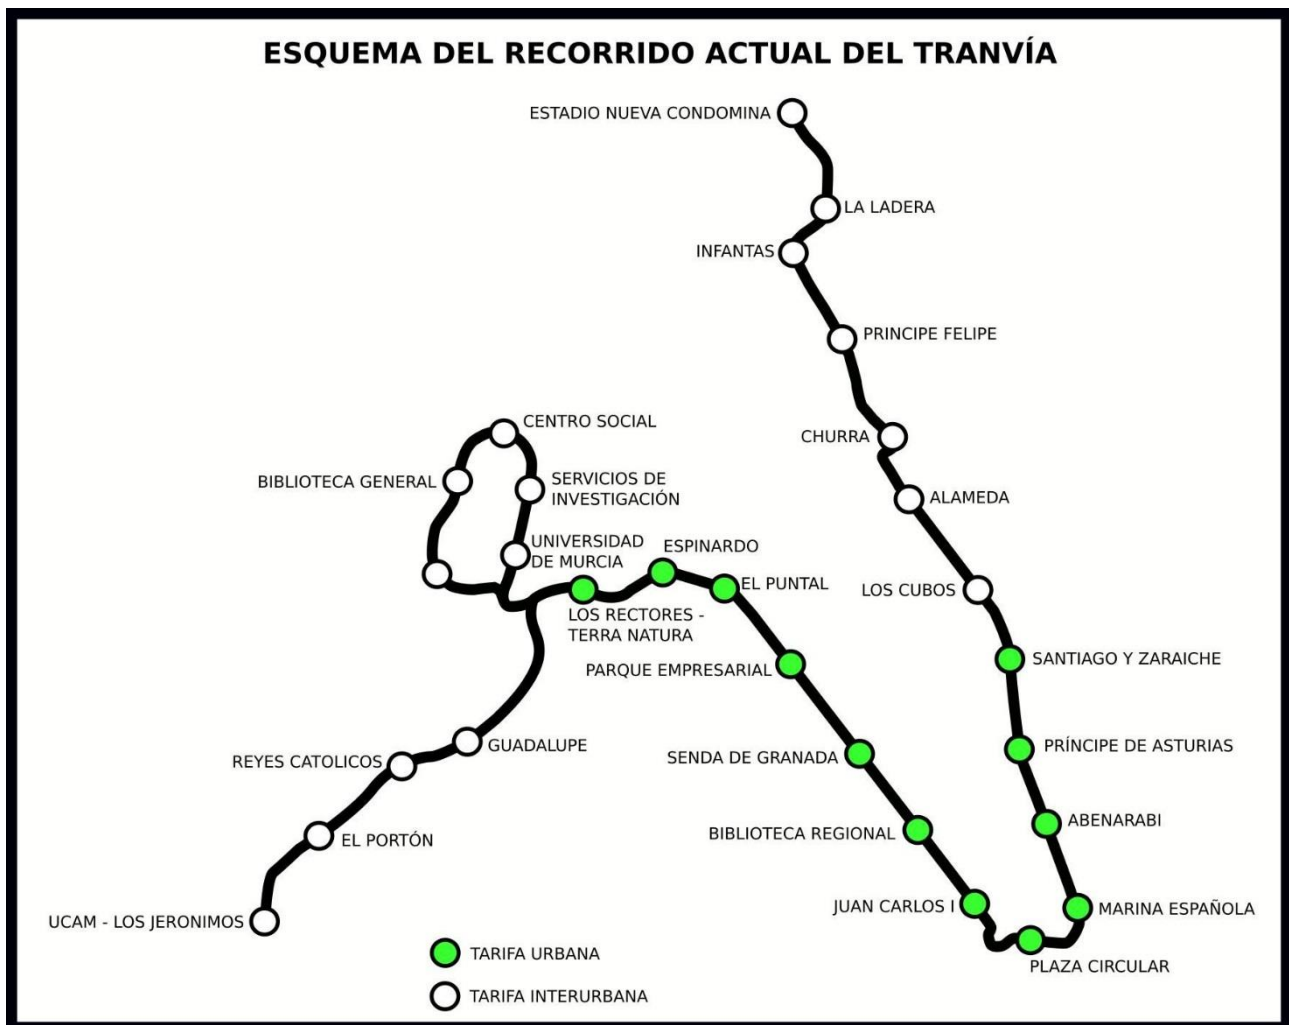 ESQUEMA DEL RECORRIDO ACTUAL DEL TRANVÍA
ESTADIO NUEVA CONDOMINA
LA LADERA
INFANTAS
PRINCIPE FELIPE
CENTRO SOCIAL
CHURRA
BIBLIOTECA GENERAL
SERVICIOS DE
INVESTIGACIÓN
ALAMEDA
UNIVERSIDAD
DE MURCIA
ESPINARDO
EL PUNTAL
LOS CUBOS
LOS RECTORES -
TERRA NATURA
SANTIAGO Y ZARAICHE
PARQUE EMPRESARIAL
GUADALUPE
PRÍNCIPE DE ASTURIAS
REYES CATOLICOS
SENDA DE GRANADA
ABENARABI
BIBLIOTECA REGIONAL
EL PORTÓN
JUAN CARLOS I
MARINA ESPAÑOLA
UCAM - LOS JERONIMOS
TARIFA URBANA
PLAZA CIRCULAR
TARIFA INTERURBANA